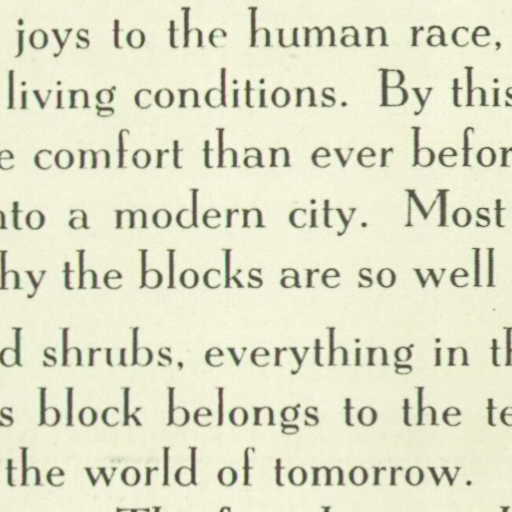 joys to the human race,
living conditions. By this
e comfort than ever befor
nto a modern city. Most
hy the blocks are so well
d shrubs, everything in th
s block belongs to the te
the world of tomorrow.